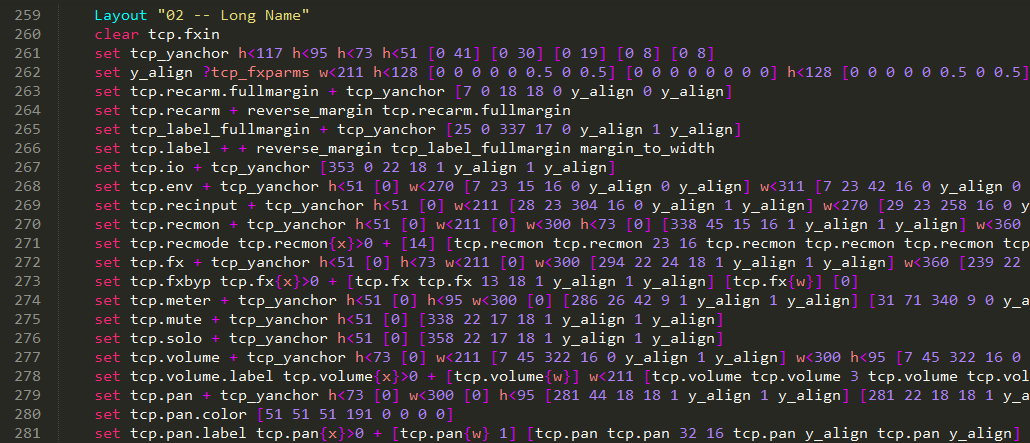 259 Layout "02 -- Long Name"
260 clear tcp.fxin
261 set tcp_yanchor h<117 h<95 h<73 h<51 [0 41] [0 30] [0 19] [0 8] [0 8]
262 set y_align ?tcp_fxparms w<211 h<128 [0 0 0 0 0 0.5 0 0.5] [0 0 0 0 0 0 0 0] h<128 [0 0 0 0 0 0.5 0 0.5]
263 set tcp.recarm.fullmargin + tcp_yanchor [7 0 18 18 0 y_align 0 y_align]
264 set tcp.recarm + reverse_margin tcp.recarm.fullmargin
265 set tcp_label_fullmargin + tcp_yanchor [25 0 337 17 0 y_align 1 y_align]
266 set tcp.label + + reverse_margin tcp_label_fullmargin margin_to_width
267 set tcp.io + tcp_yanchor [353 0 22 18 1 y_align 1 y_align]
268 set tcp.env + tcp_yanchor h<51 [0] w<270 [7 23 15 16 0 y_align 0 y_align] w<311 [7 23 42 16 0 y_align 0
269 set tcp.recinput + tcp_yanchor h<51 [0] w<211 [28 23 304 16 0 y_align 1 y_align] w<270 [29 23 258 16 0 y
270 set tcp.recmon + tcp_yanchor h<51 [0] w<211 [0] w<300 h<73 [0] [338 45 15 16 1 y_align 1 y_align] w<360
271 set tcp.recmode tcp.recmon{x}>0 + [14] [tcp.recmon tcp.recmon 23 16 tcp.recmon tcp.recmon tcp.recmon tcp
272 set tcp.fx + tcp_yanchor h<51 [0] h<73 w<211 [0] w<300 [294 22 24 18 1 y_align 1 y_align] w<360 [239 22
273 set tcp.fxbyp tcp.fx{x}>0 + [tcp.fx tcp.fx 13 18 1 y_align 1 y_align] [tcp.fx{w}] [0]
274 set tcp.meter + tcp_yanchor h<51 [0] h<95 w<300 [0] [286 26 42 9 1 y_align 1 y_align] [31 71 340 9 0 y_a
275 set tcp.mute + tcp_yanchor h<51 [0] [338 22 17 18 1 y_align 1 y_align]
276 set tcp.solo + tcp_yanchor h<51 [0] [358 22 17 18 1 y_align 1 y_align]
277 set tcp.volume + tcp_yanchor h<73 [0] w<211 [7 45 322 16 0 y_align 1 y_align] w<300 h<95 [7 45 322 16 0
278 set tcp.volume.label tcp.volume{x}>0 + [tcp.volume{w}] w<211 [tcp.volume tcp.volume 3 tcp.volume tcp.vol
279 set tcp.pan + tcp_yanchor h<73 [0] w<300 [0] h<95 [281 44 18 18 1 y_align 1 y_align] [281 22 18 18 1 y_a
280 set tcp.pan.color [51 51 51 191 0 0 0 0]
281 set tcp.pan.label tcp.pan{x}>0 + [tcp.pan{w} 1] [tcp.pan tcp.pan 32 16 tcp.pan y_align tcp.pan y_align]